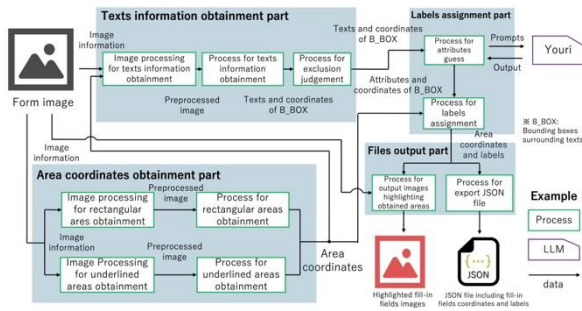 Texts information obtainment part
Image
information
Image processing
for texts information
obtainment
Process for texts
information
obtainment
Process for
exclusion
judgement
Preprocessed
image
Texts and coordinates
of B_BOX
Texts and coordinates
of B_BOX
Labels assignment part
Process for
attributes
guess
Prompts
Output
Youri
Attributes and
coordinates of B_BOX
Process for
labels
assignment
※ B_BOX:
Bounding boxes
surrounding texts
Form image
Image
information
Area
coordinates
and labels
Files output part
Process for
output images
highlighting
obtained areas
Process for
export JSON
file
Area coordinates obtainment part
Image processing
for rectangular
ares obtainment
Preprocessed
image
Process for
rectangular areas
obtainment
Image
information
Image Processing
for underlined
areas obtainment
Preprocessed
image
Process for
underlined areas
obtainment
Area
coordinates
Highlighted fill-in
fields images
{...}
JSON
JSON file including fill-in
fields coordinates and labels
Example
Process
LLM
data